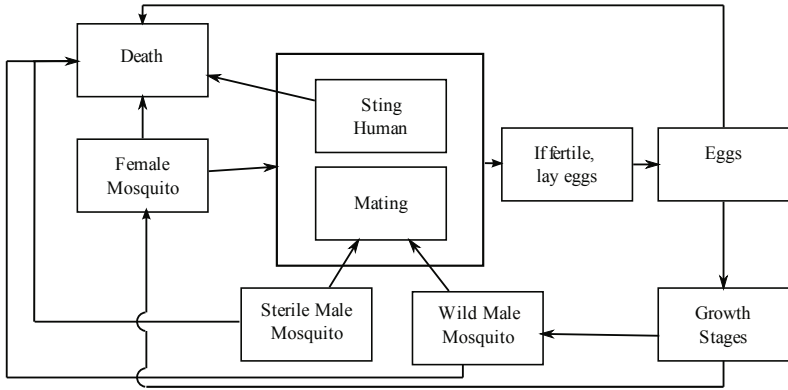 Death
Sting
Human
Female
Mosquito
If fertile,
lay eggs
Eggs
Mating
Sterile Male
Mosquito
Wild Male
Mosquito
Growth
Stages